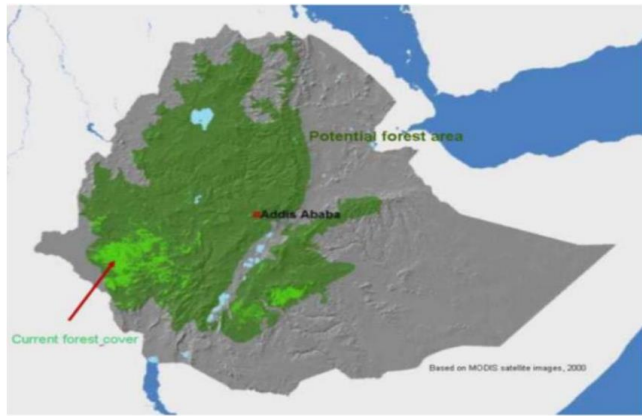 Potential forest area
Addis Ababa
Current forest cover
Based on MODIS satellite images, 2000